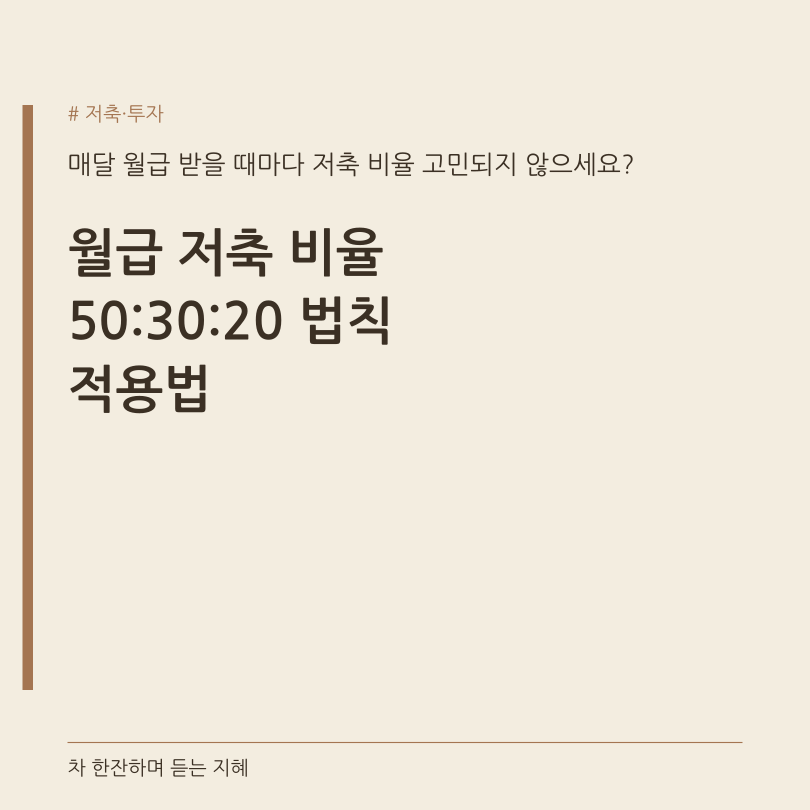 # 저축·투자
매달 월급 받을 때마다 저축 비율 고민되지 않으세요?
월급 저축 비율
50:30:20 법칙
적용법
차 한잔하며 듣는 지혜